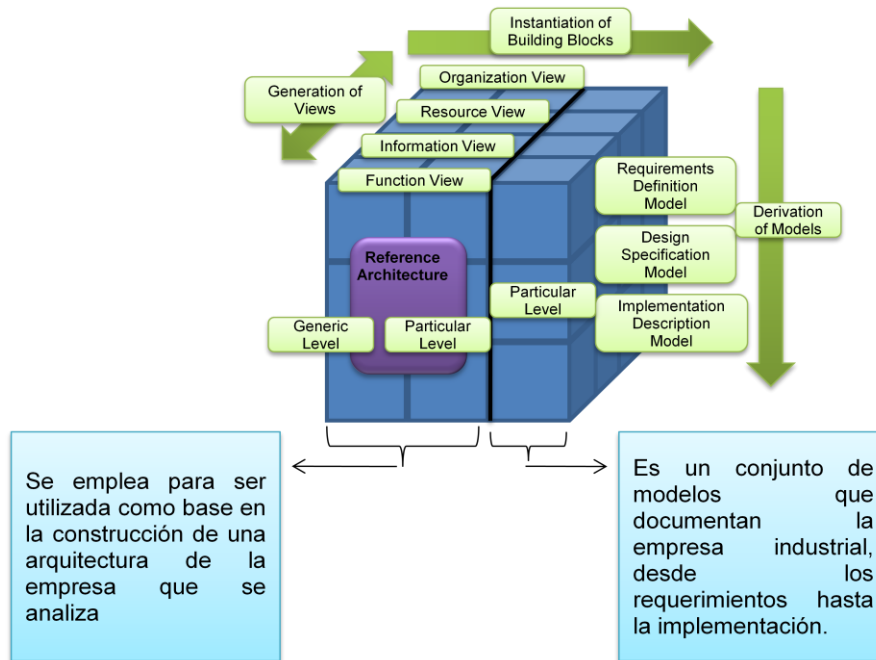 Instantiation of
Building Blocks
Generation of
Views
Organization View
Resource View
Information View
Function View
Requirements
Definition
Model
Derivation
of Models
Design
Specification
Model
Reference
Architecture
Particular
Level
Implementation
Description
Model
Generic
Level
Particular
Level
Se emplea para ser
utilizada como base en
la construcción de una
arquitectura de la
empresa que se
analiza
Es un conjunto de
modelos que
documentan la
empresa industrial,
desde los
requerimientos hasta
la implementación.